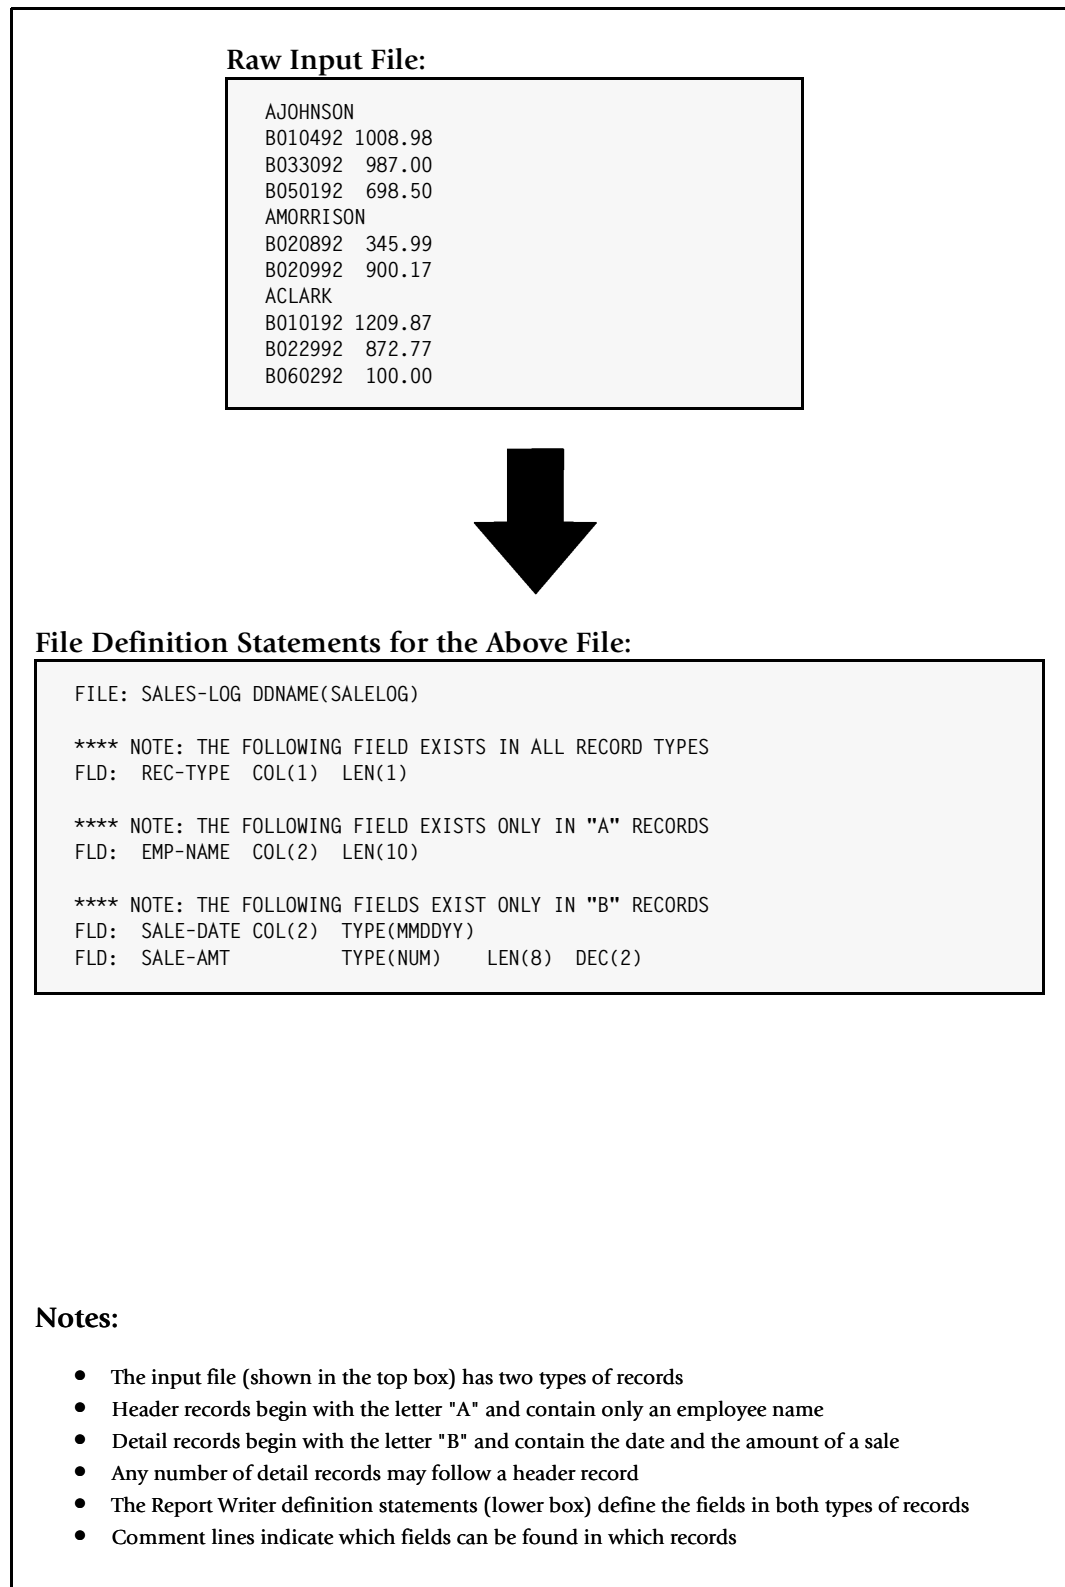 Raw Input File:
AJOHNSON
B010492 1008.98
B033092  987.00
B050192  698.50
AMORRISON
B020892  345.99
B020992  900.17
ACLARK
B010192 1209.87
B022992  872.77
B060292  100.00
File Definition Statements for the Above File:
FILE: SALES-LOG DDNAME(SALELOG)
**** NOTE: THE FOLLOWING FIELD EXISTS IN ALL RECORD TYPES
FLD:  REC-TYPE  COL(1)  LEN(1)
**** NOTE: THE FOLLOWING FIELD EXISTS ONLY IN "A" RECORDS
FLD:  EMP-NAME  COL(2)  LEN(10)
**** NOTE: THE FOLLOWING FIELDS EXIST ONLY IN "B" RECORDS
FLD:  SALE-DATE COL(2)  TYPE(MMDDYY)
FLD:  SALE-AMT          TYPE(NUM)    LEN(8)  DEC(2)
Notes:
• The input file (shown in the top box) has two types of records
• Header records begin with the letter "A" and contain only an employee name
• Detail records begin with the letter "B" and contain the date and the amount of a sale
• Any number of detail records may follow a header record
• The Report Writer definition statements (lower box) define the fields in both types of records
• Comment lines indicate which fields can be found in which records